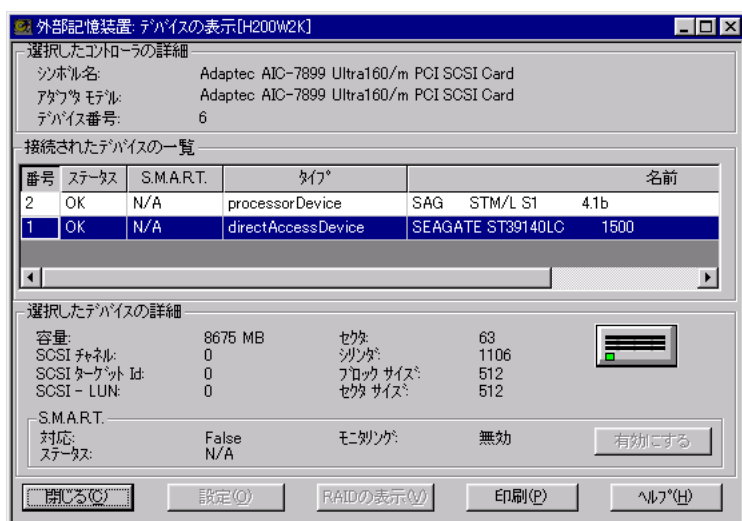 外部記憶装置: デバイスの表示[H200W2K]
選択したコントローラの詳細
シンボル名: Adaptec AIC-7899 Ultra160/m PCI SCSI Card
アダプタ モデル: Adaptec AIC-7899 Ultra160/m PCI SCSI Card
デバイス番号: 6
接続されたデバイスの一覧
番号 ステータス S.M.A.R.T. タイプ 名前
2 OK N/A processorDevice SAG STM/L S1 4.1b
1 OK N/A directAccessDevice SEAGATE ST39140LC 1500
選択したデバイスの詳細
容量: 8675 MB セクタ: 63
SCSI チャネル: 0 シリンダ: 1106
SCSI ターゲット Id: 0 ブロック サイズ: 512
SCSI - LUN: 0 セクタ サイズ: 512
S.M.A.R.T.
対応: False モニタリング: 無効 有効にする
ステータス: N/A
閉じる(C) 設定(O) RAIDの表示(V) 印刷(P) ヘルプ(H)